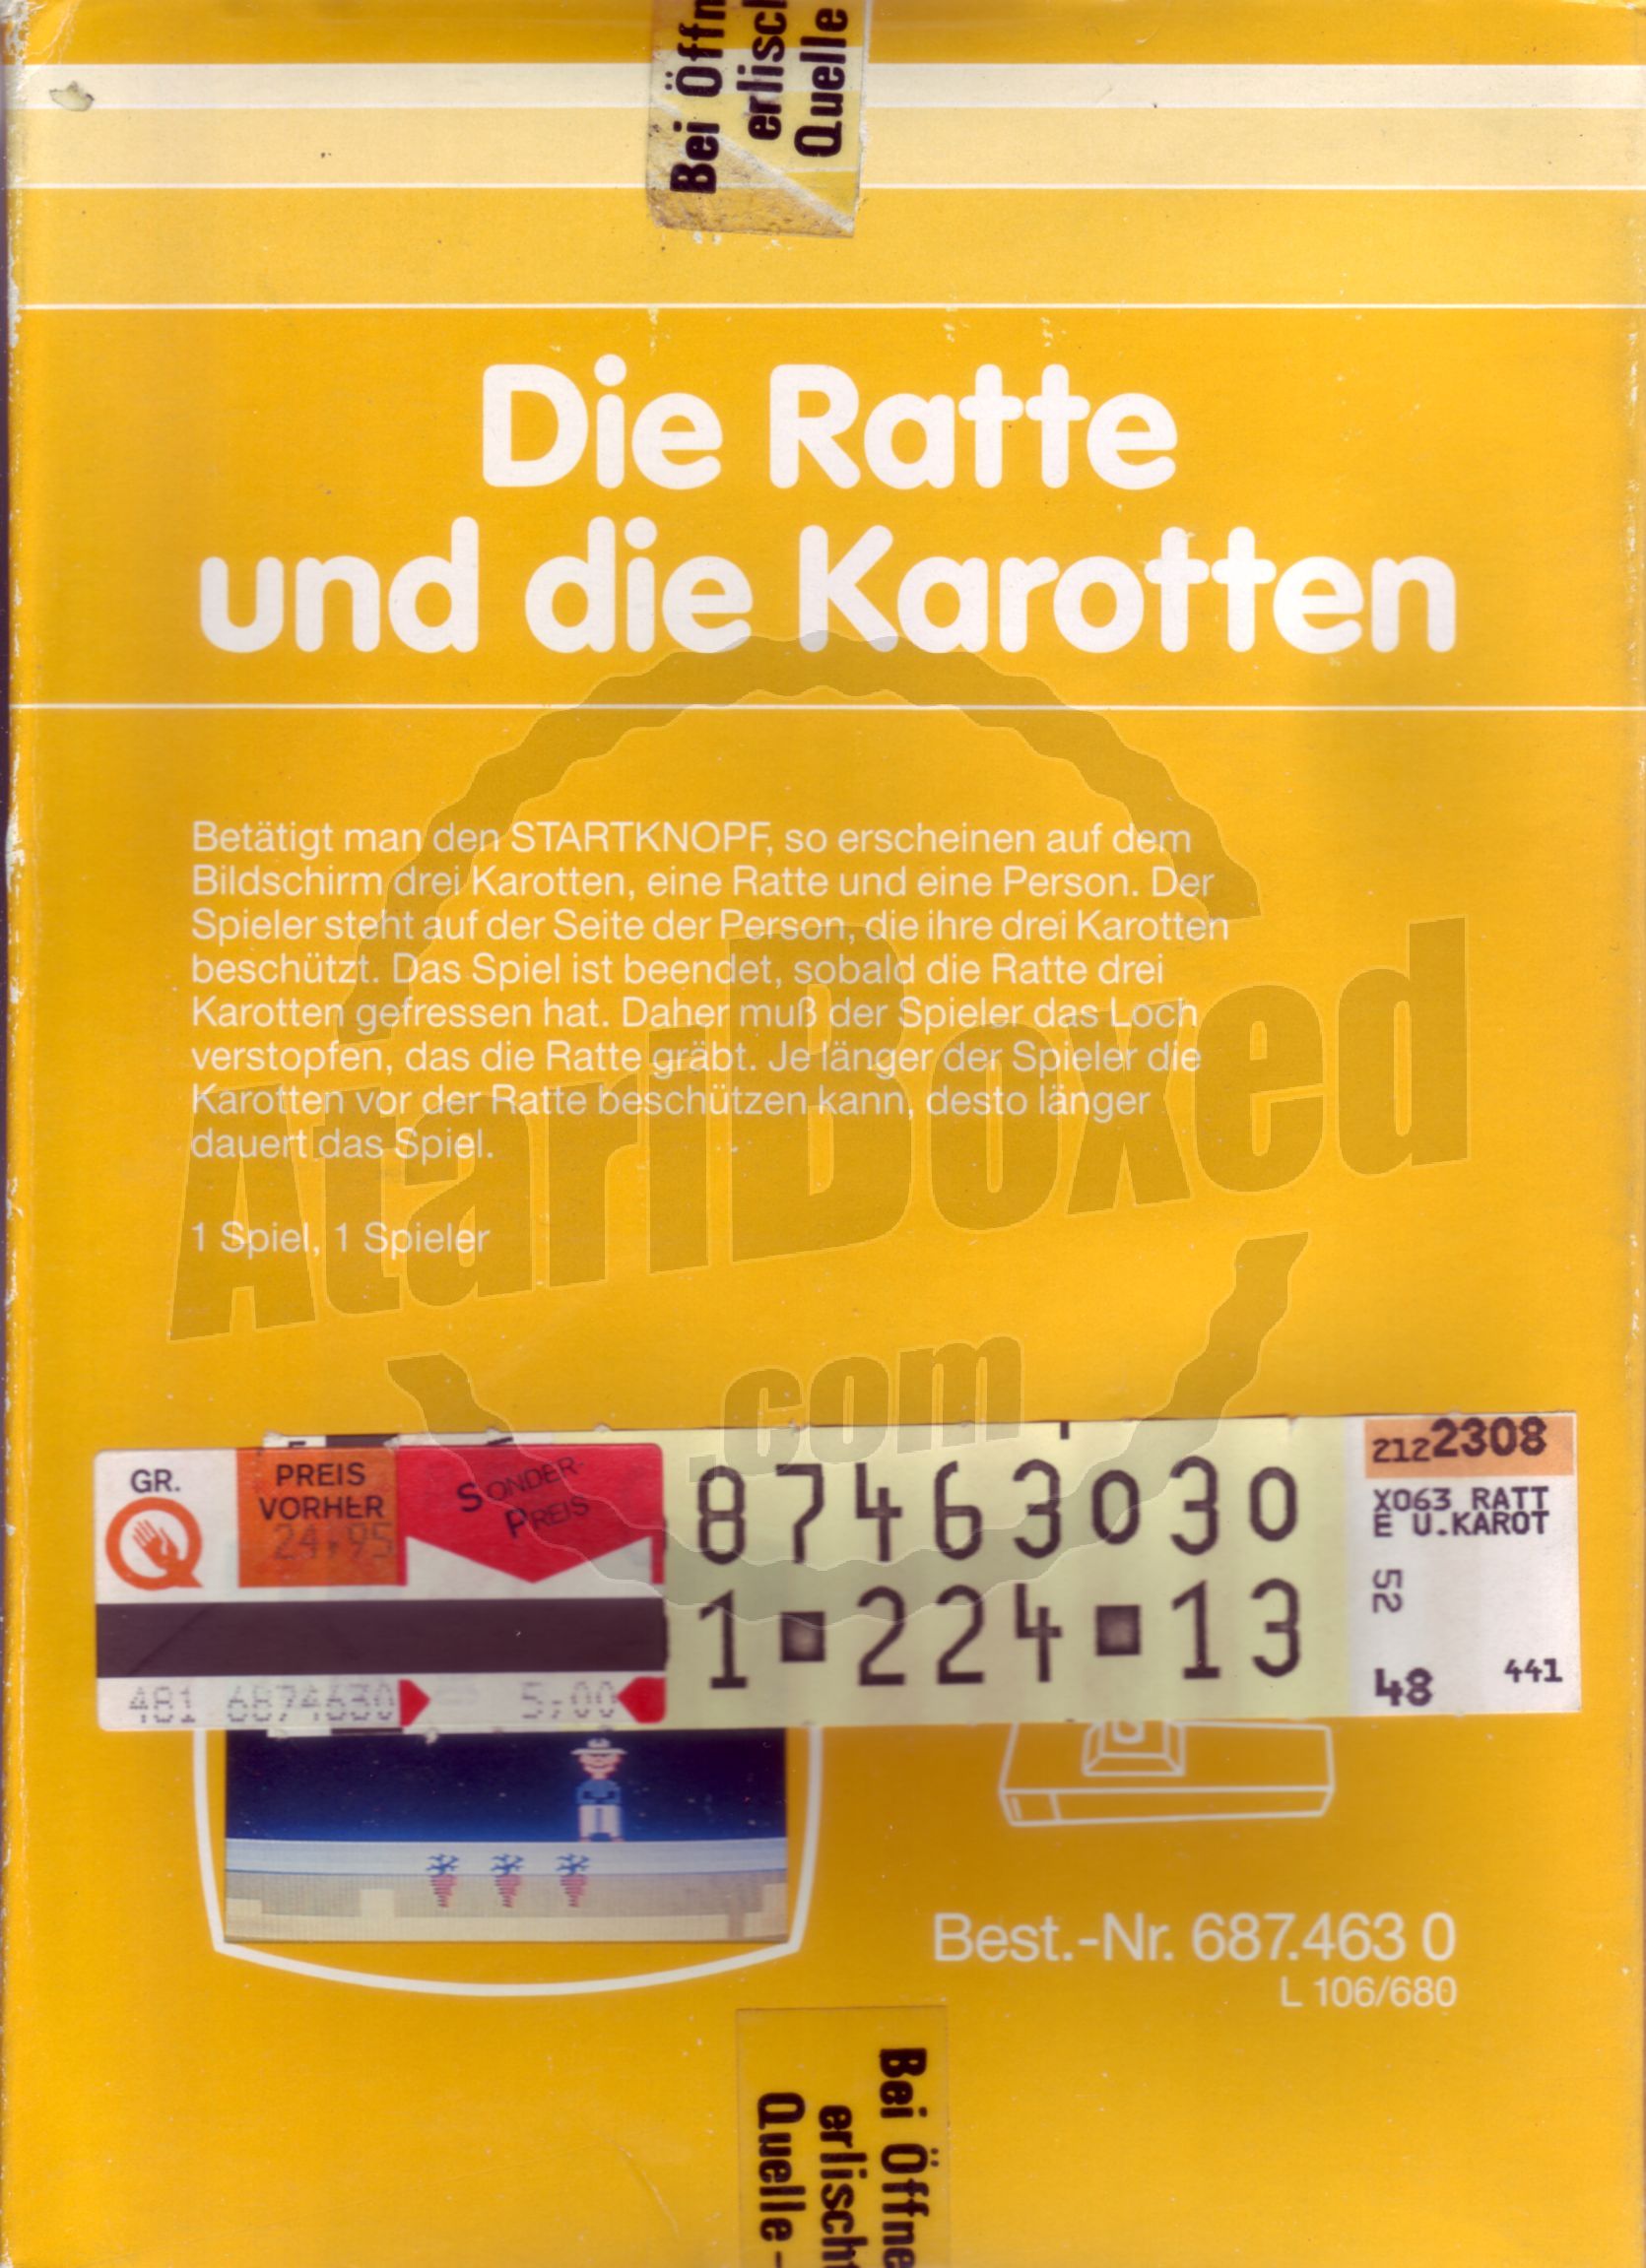 Bei Öffn
erlisch
Quelle
Die Ratte
und die Karotten
Betätigt man den STARTKNOPF, so erscheinen auf dem
Bildschirm drei Karotten, eine Ratte und eine Person. Der
Spieler steht auf der Seite der Person, die ihre drei Karotten
beschützt. Das Spiel ist beendet, sobald die Ratte drei
Karotten gefressen hat. Daher muß der Spieler das Loch
verstopfen, das die Ratte gräbt. Je länger der Spieler die
Karotten vor der Ratte beschützen kann, desto länger
dauert das Spiel.
1 Spiel, 1 Spieler
AtariBoxed
.com
GR.
PREIS
VORHER
24,95
SONDER-
PREIS
481 6874630
5,00
87463030
1▪224▪13
2122308
X063 RATT
E U.KAROT
52
48
441
Best.-Nr. 687.463 0
L 106/680
Bei Öffne
erlischt
Quelle -